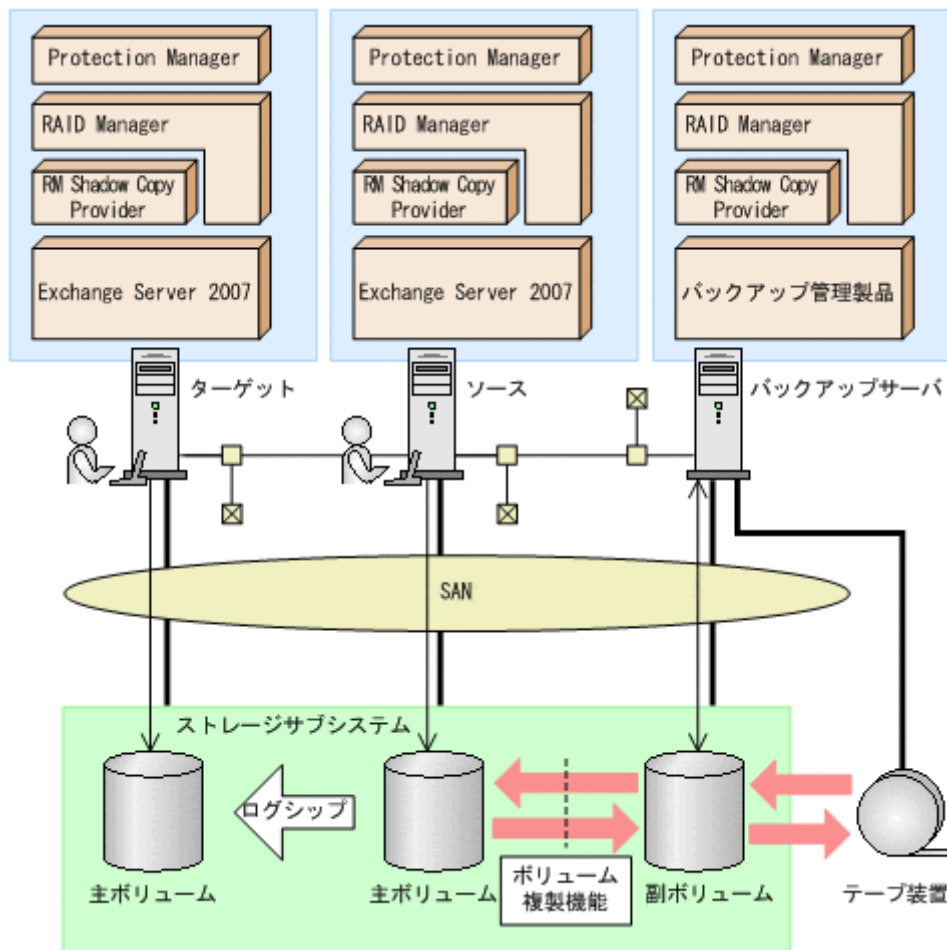 Protection Manager
Protection Manager
Protection Manager
RAID Manager
RAID Manager
RAID Manager
RM Shadow Copy
Provider
RM Shadow Copy
Provider
RM Shadow Copy
Provider
Exchange Server 2007
Exchange Server 2007
バックアップ管理製品
ターゲット
ソース
バックアップサーバ
SAN
ストレージサブシステム
ログシップ
主ボリューム
主ボリューム
ボリューム
複製機能
副ボリューム
テープ装置